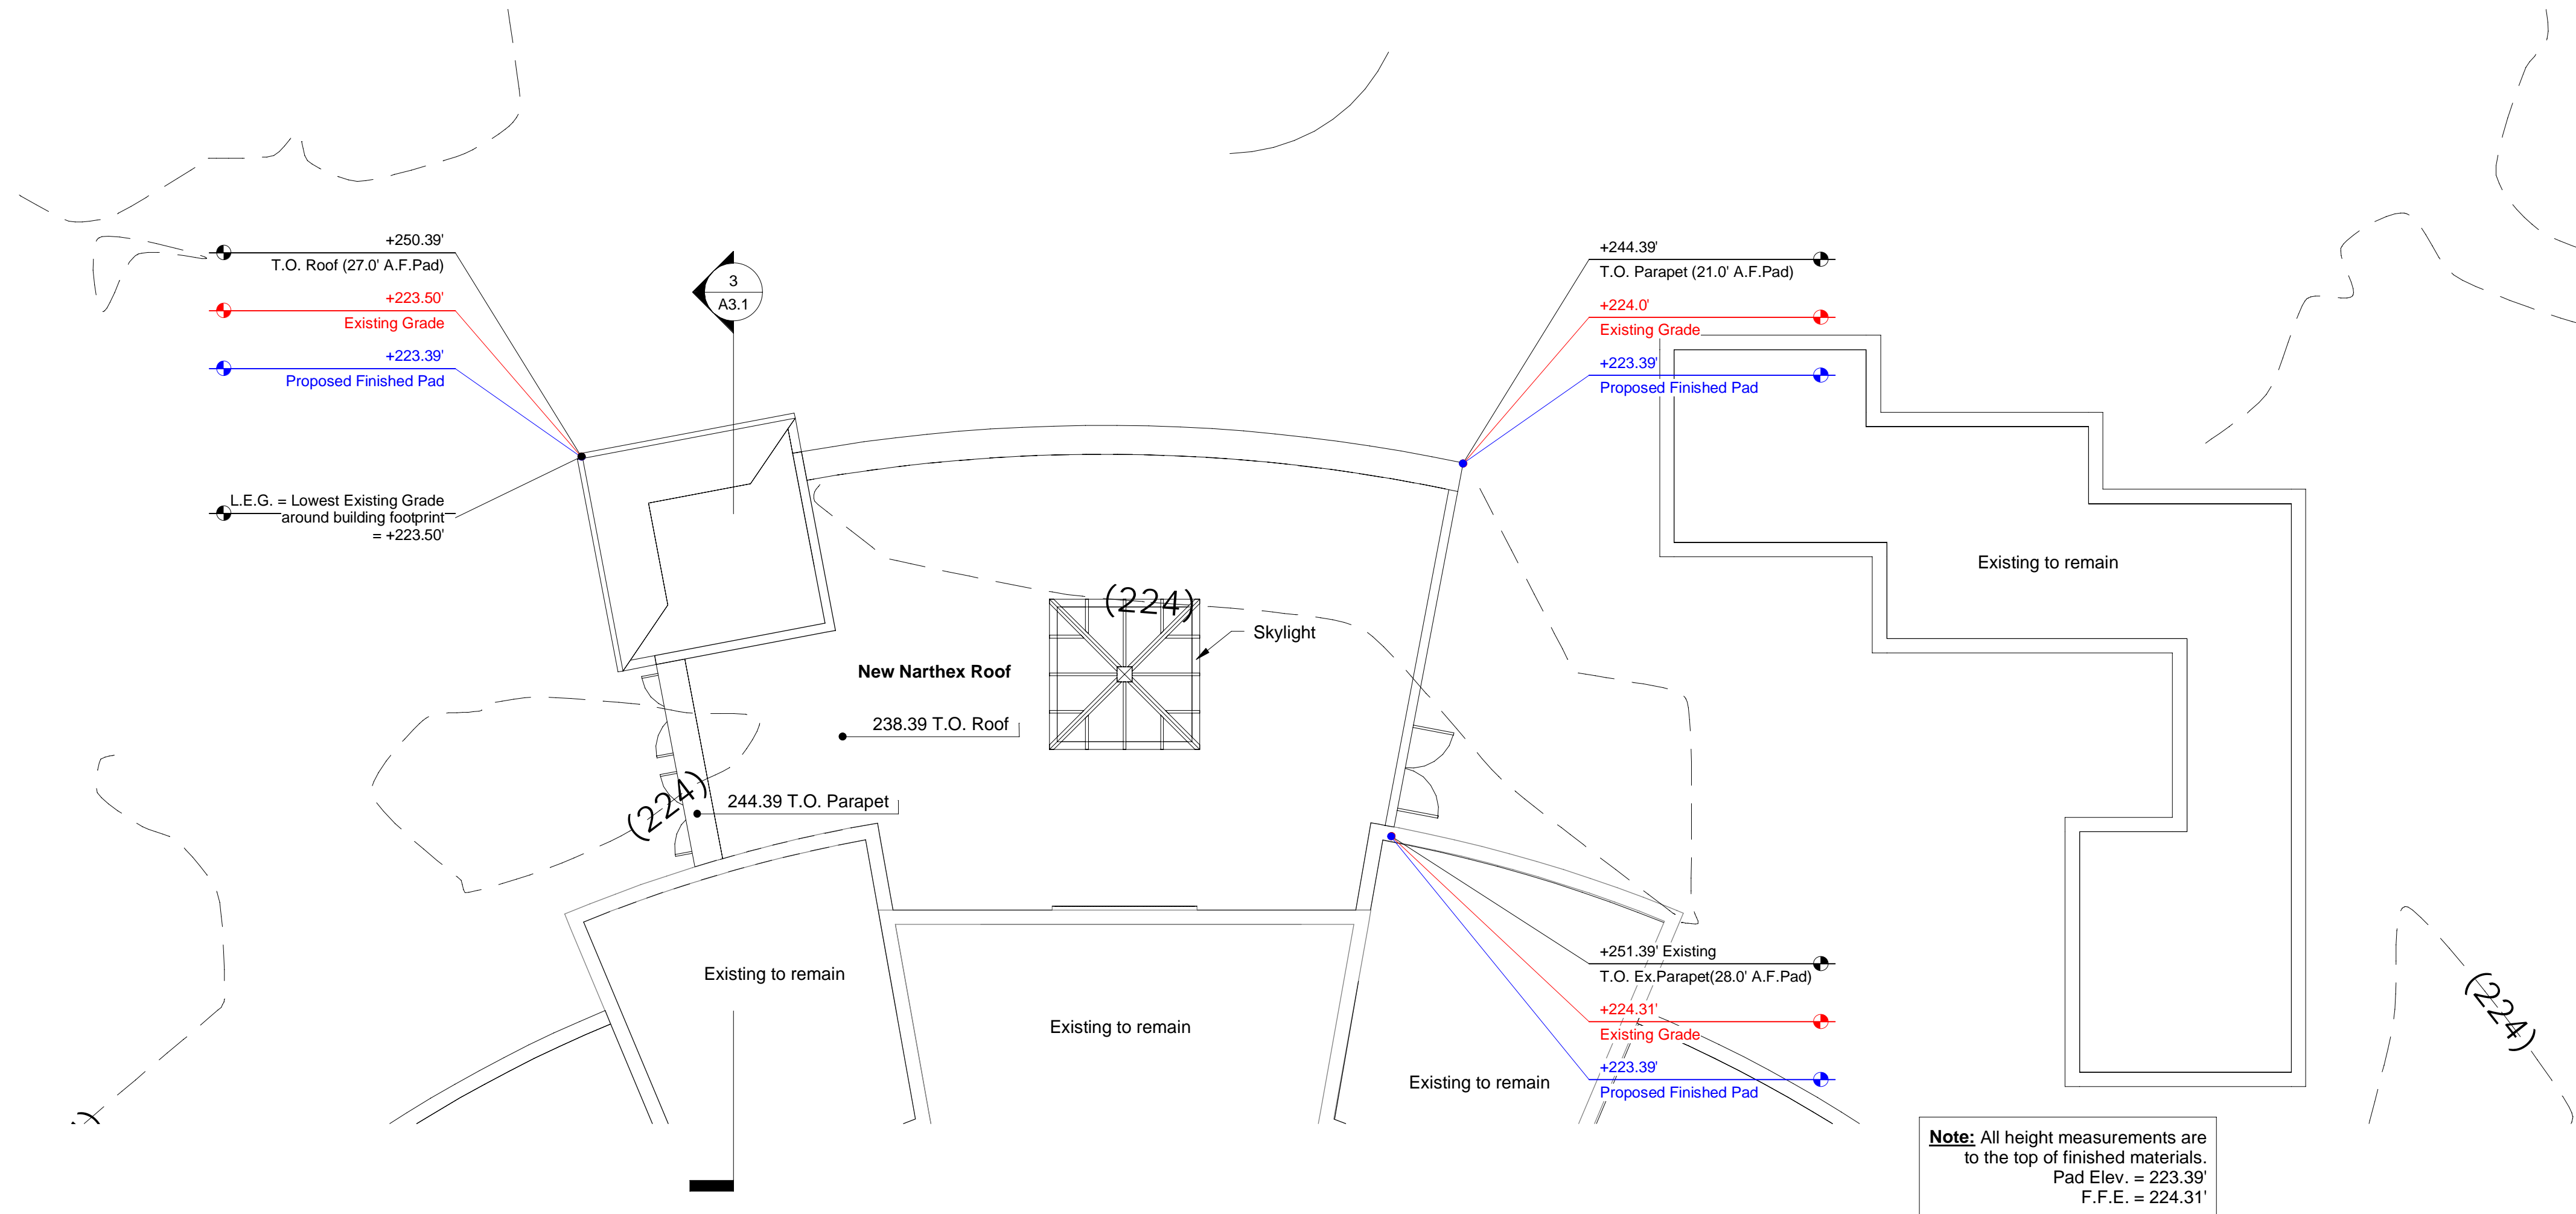 +250.39'
T.O. Roof (27.0' A.F.Pad)
+223.50'
Existing Grade
+223.39'
Proposed Finished Pad
L.E.G. = Lowest Existing Grade
around building footprint
= +223.50'
3
A3.1
+244.39'
T.O. Parapet (21.0' A.F.Pad)
+224.0'
Existing Grade
+223.39'
Proposed Finished Pad
Existing to remain
(224)
Skylight
New Narthex Roof
238.39 T.O. Roof
(224)
244.39 T.O. Parapet
Existing to remain
Existing to remain
Existing to remain
+251.39' Existing
T.O. Ex.Parapet(28.0' A.F.Pad)
+224.31'
Existing Grade
+223.39'
Proposed Finished Pad
(224)
Note: All height measurements are
to the top of finished materials.
Pad Elev. = 223.39'
F.F.E. = 224.31'